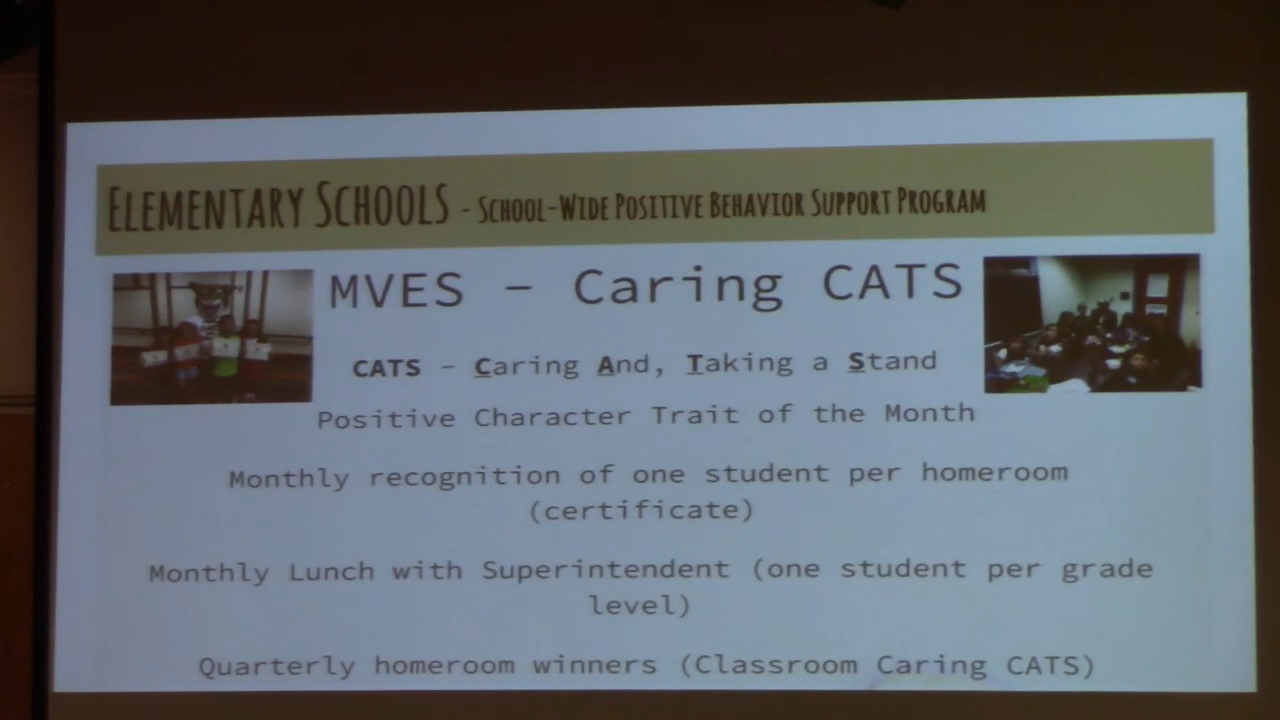 Elementary Schools - School-Wide Positive Behavior Support Program
MVES - Caring CATS
CATS - Caring And, Taking a Stand
Positive Character Trait of the Month
Monthly recognition of one student per homeroom
(certificate)
Monthly Lunch with Superintendent (one student per grade
level)
Quarterly homeroom winners (Classroom Caring CATS)